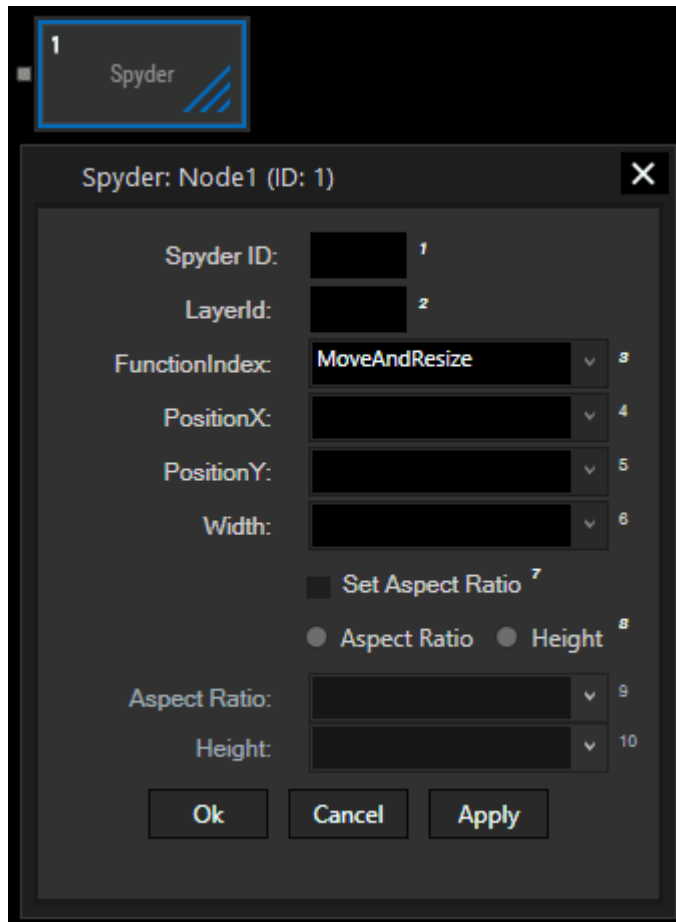 1
Spyder
Spyder: Node1 (ID: 1)
Spyder ID: 1
LayerId: 2
FunctionIndex: MoveAndResize 3
PositionX: 4
PositionY: 5
Width: 6
Set Aspect Ratio 7
Aspect Ratio Height 8
Aspect Ratio: 9
Height: 10
Ok Cancel Apply